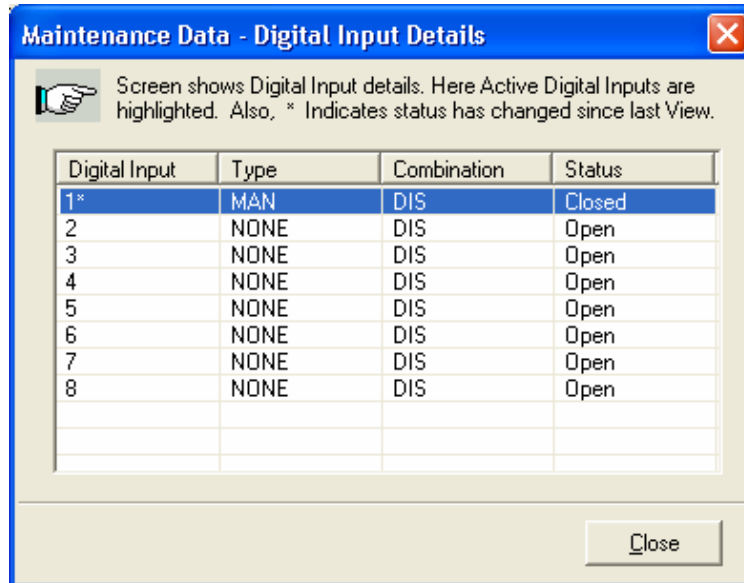 Maintenance Data - Digital Input Details
Screen shows Digital Input details. Here Active Digital Inputs are
highlighted. Also, * Indicates status has changed since last View.
Digital Input Type Combination Status
1* MAN DIS Closed
2 NONE DIS Open
3 NONE DIS Open
4 NONE DIS Open
5 NONE DIS Open
6 NONE DIS Open
7 NONE DIS Open
8 NONE DIS Open
Close